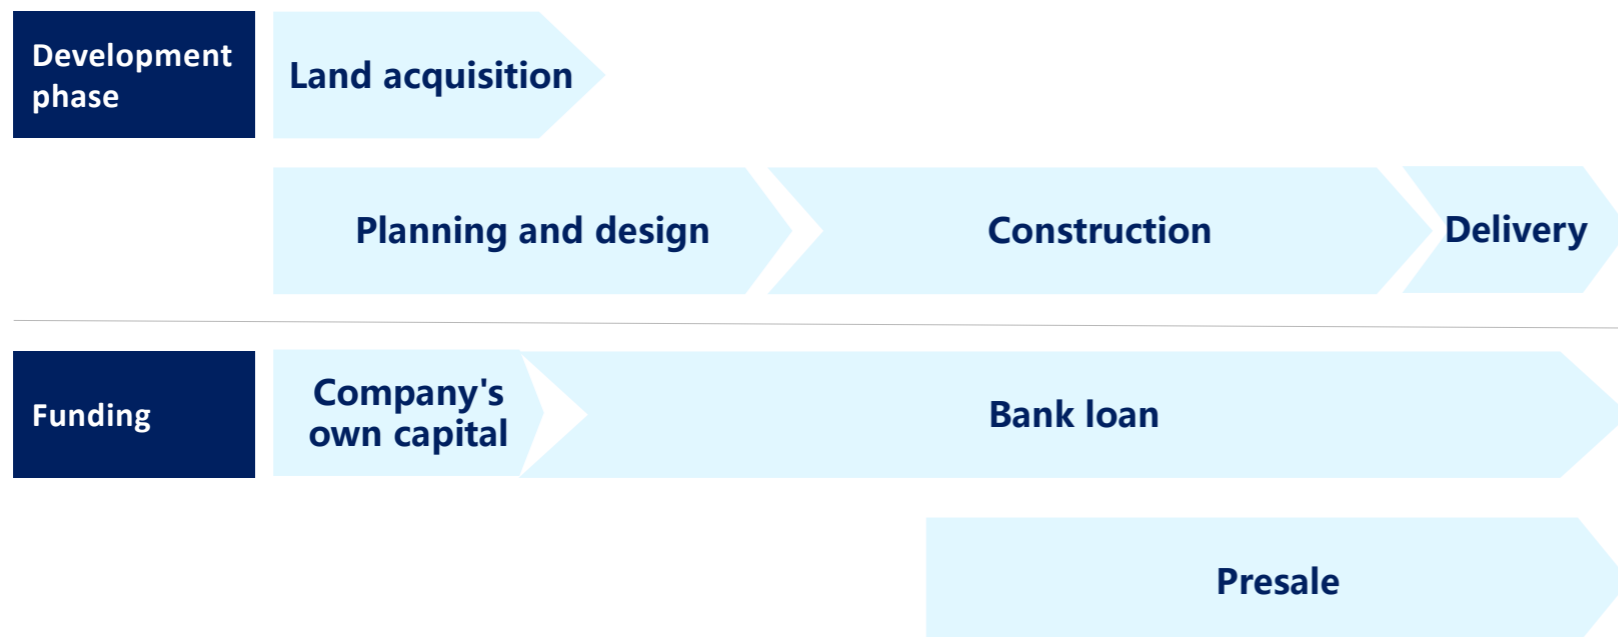 Development
phase
Land acquisition
Planning and design
Construction
Delivery
Funding
Company's
own capital
Bank loan
Presale